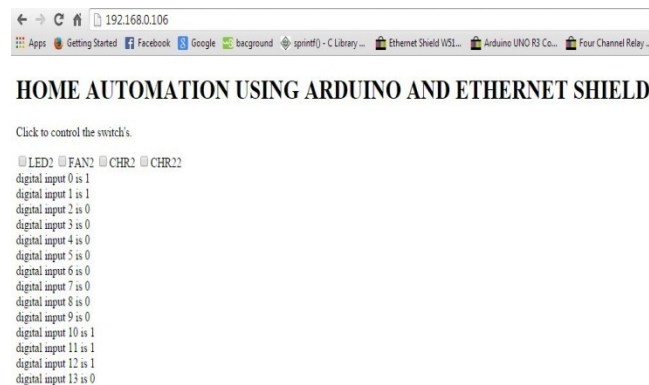 192.168.0.106
Apps Getting Started Facebook Google bacground sprintf() - C Library ... Ethernet Shield W51... Arduino UNO R3 Co... Four Channel Relay ..
HOME AUTOMATION USING ARDUINO AND ETHERNET SHIELD
Click to control the switch's.
LED2 FAN2 CHR2 CHR22
digital input 0 is 1
digital input 1 is 1
digital input 2 is 0
digital input 3 is 0
digital input 4 is 0
digital input 5 is 0
digital input 6 is 0
digital input 7 is 0
digital input 8 is 0
digital input 9 is 0
digital input 10 is 1
digital input 11 is 1
digital input 12 is 1
digital input 13 is 0